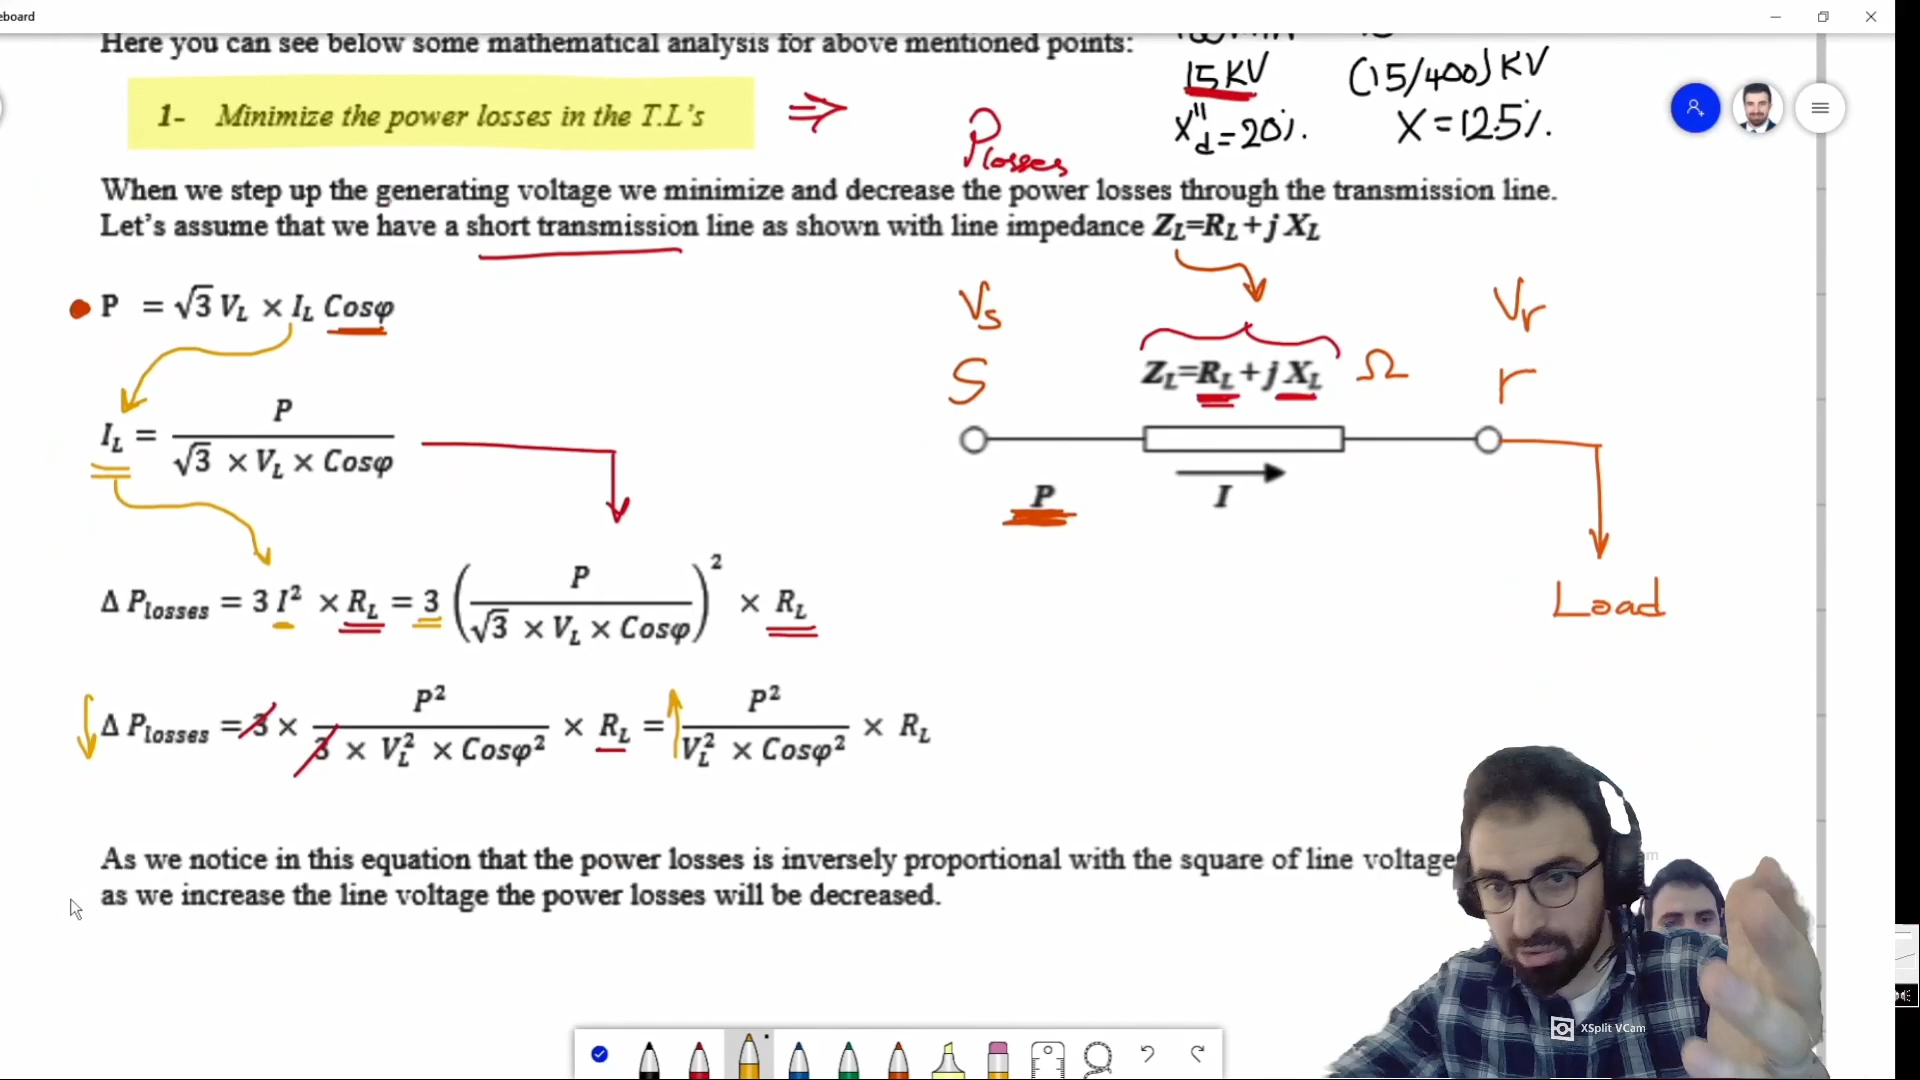 eboard
Here you can see below some mathematical analysis for above mentioned points:
15 KV
(15/400) KV
X"d = 20%.
X = 12.5%.
1- Minimize the power losses in the T.L's ⇒
Plosses
When we step up the generating voltage we minimize and decrease the power losses through the transmission line.
Let's assume that we have a short transmission line as shown with line impedance ZL=RL+j XL
P = √3 VL × IL Cosφ
Vs
Vr
S
ZL=RL+j XL Ω
r
IL = P / (√3 × VL × Cosφ)
P
I
Load
Δ Plosses = 3 I² × RL = 3 (P / (√3 × VL × Cosφ))² × RL
Δ Plosses = 3 × P² / (3 × VL² × Cosφ²) × RL = P² / (VL² × Cosφ²) × RL
As we notice in this equation that the power losses is inversely proportional with the square of line voltage
as we increase the line voltage the power losses will be decreased.
XSplit VCam